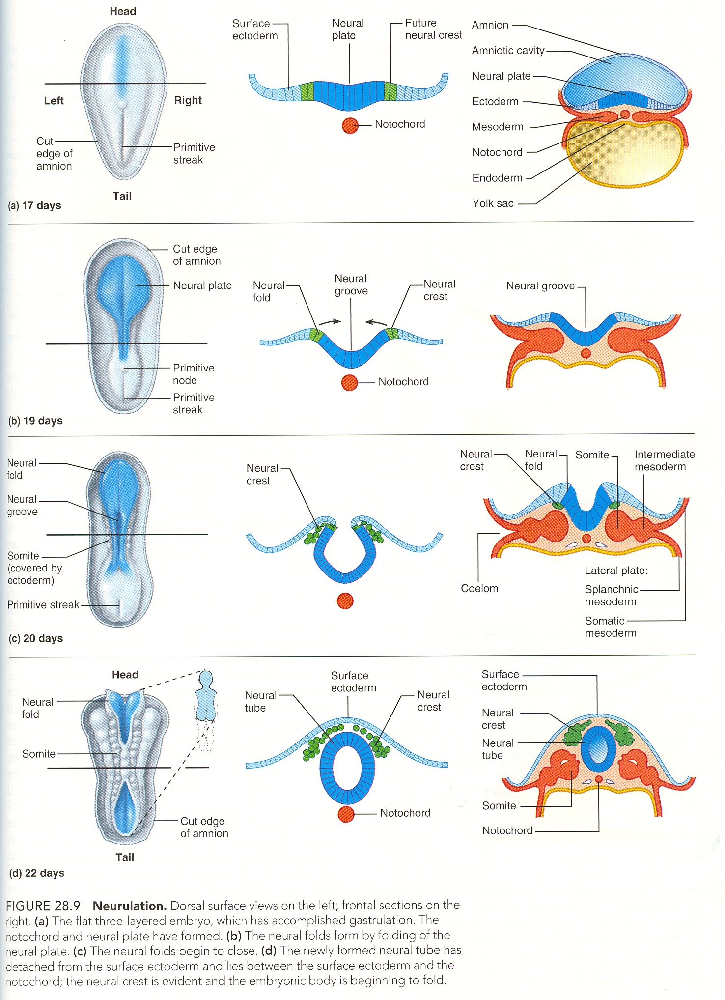 Head
Left
Right
Cut
edge of
amnion
Primitive
streak
Tail
(a) 17 days
Surface
ectoderm
Neural
plate
Future
neural crest
Notochord
Amnion
Amniotic cavity
Neural plate
Ectoderm
Mesoderm
Notochord
Endoderm
Yolk sac
Cut edge
of amnion
Neural plate
Primitive
node
Primitive
streak
(b) 19 days
Neural
fold
Neural
groove
Neural
crest
Notochord
Neural groove
Neural
fold
Neural
groove
Somite
(covered by
ectoderm)
Primitive streak
(c) 20 days
Neural
crest
Neural
crest
Neural
fold
Somite
Intermediate
mesoderm
Coelom
Lateral plate:
Splanchnic
mesoderm
Somatic
mesoderm
Head
Neural
fold
Somite
Cut edge
of amnion
Tail
(d) 22 days
Neural
tube
Surface
ectoderm
Neural
crest
Notochord
Surface
ectoderm
Neural
crest
Neural
tube
Somite
Notochord
FIGURE 28.9 Neurulation. Dorsal surface views on the left; frontal sections on the
right. (a) The flat three-layered embryo, which has accomplished gastrulation. The
notochord and neural plate have formed. (b) The neural folds form by folding of the
neural plate. (c) The neural folds begin to close. (d) The newly formed neural tube has
detached from the surface ectoderm and lies between the surface ectoderm and the
notochord; the neural crest is evident and the embryonic body is beginning to fold.